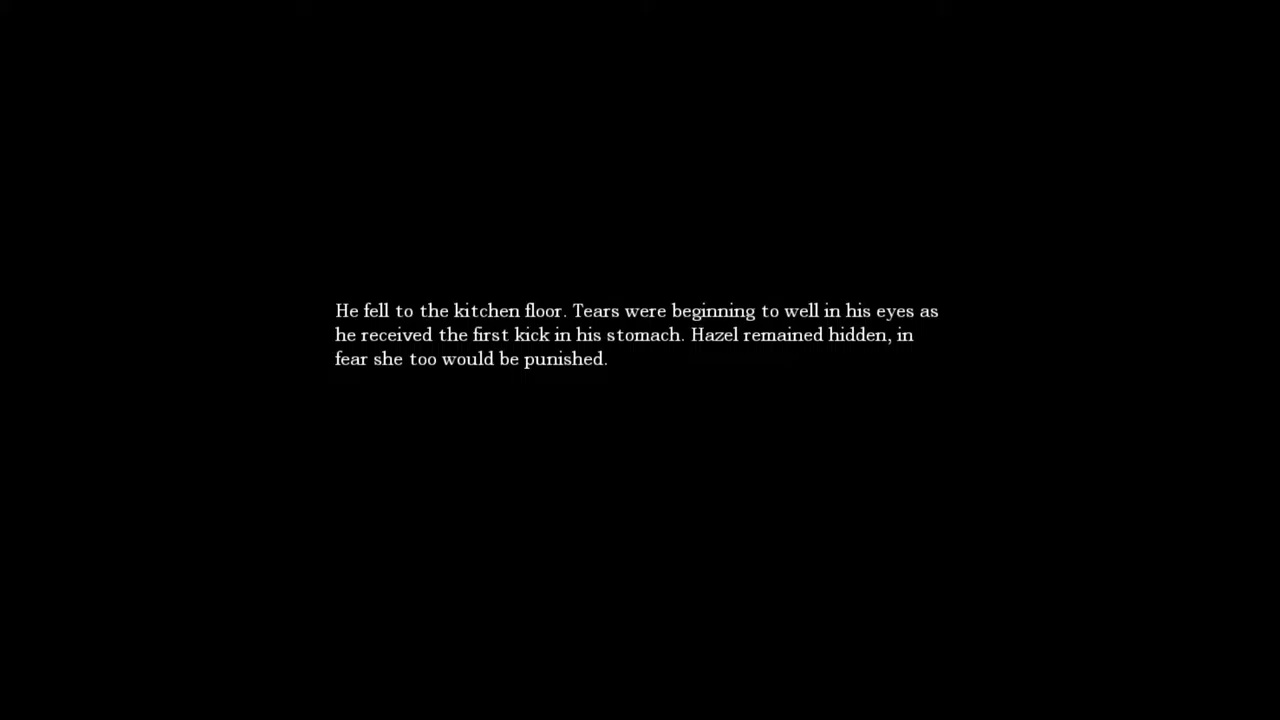 He fell to the kitchen floor. Tears were beginning to well in his eyes as
he received the first kick in his stomach. Hazel remained hidden, in
fear she too would be punished.